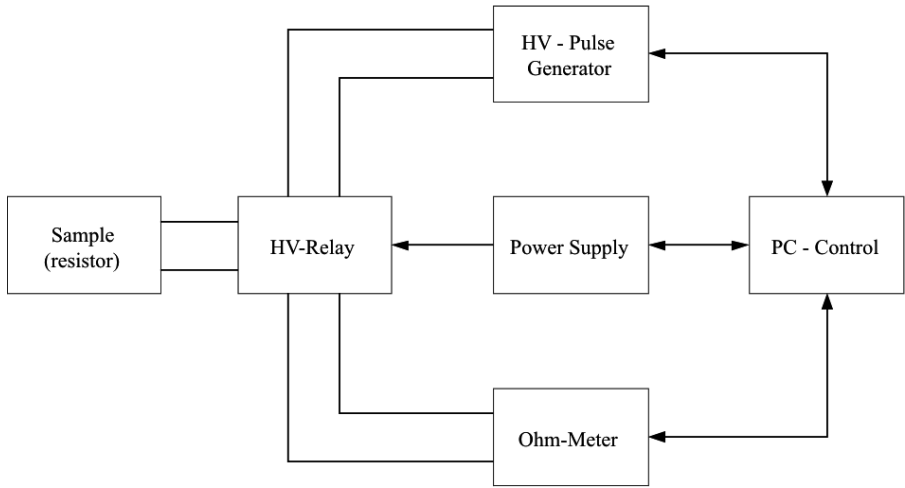 HV - Pulse
Generator
Sample
(resistor)
HV-Relay
Power Supply
PC - Control
Ohm-Meter